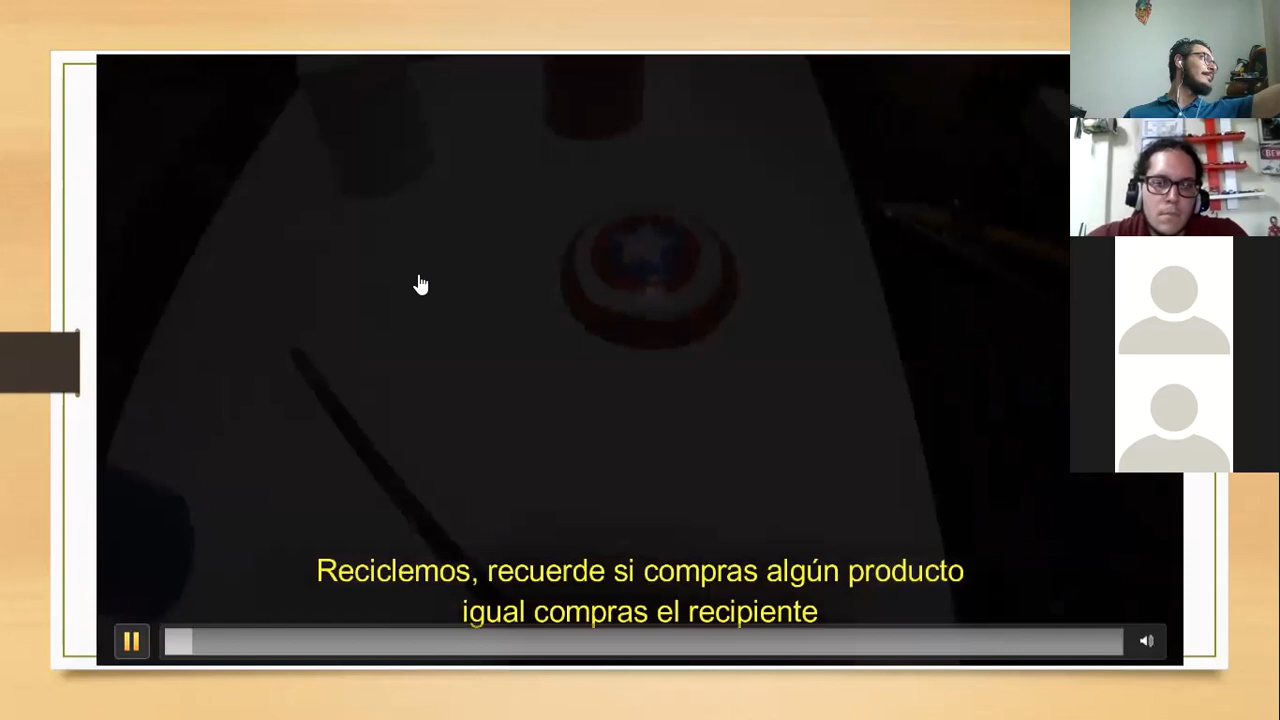 Reciclemos, recuerde si compras algún producto
igual compras el recipiente